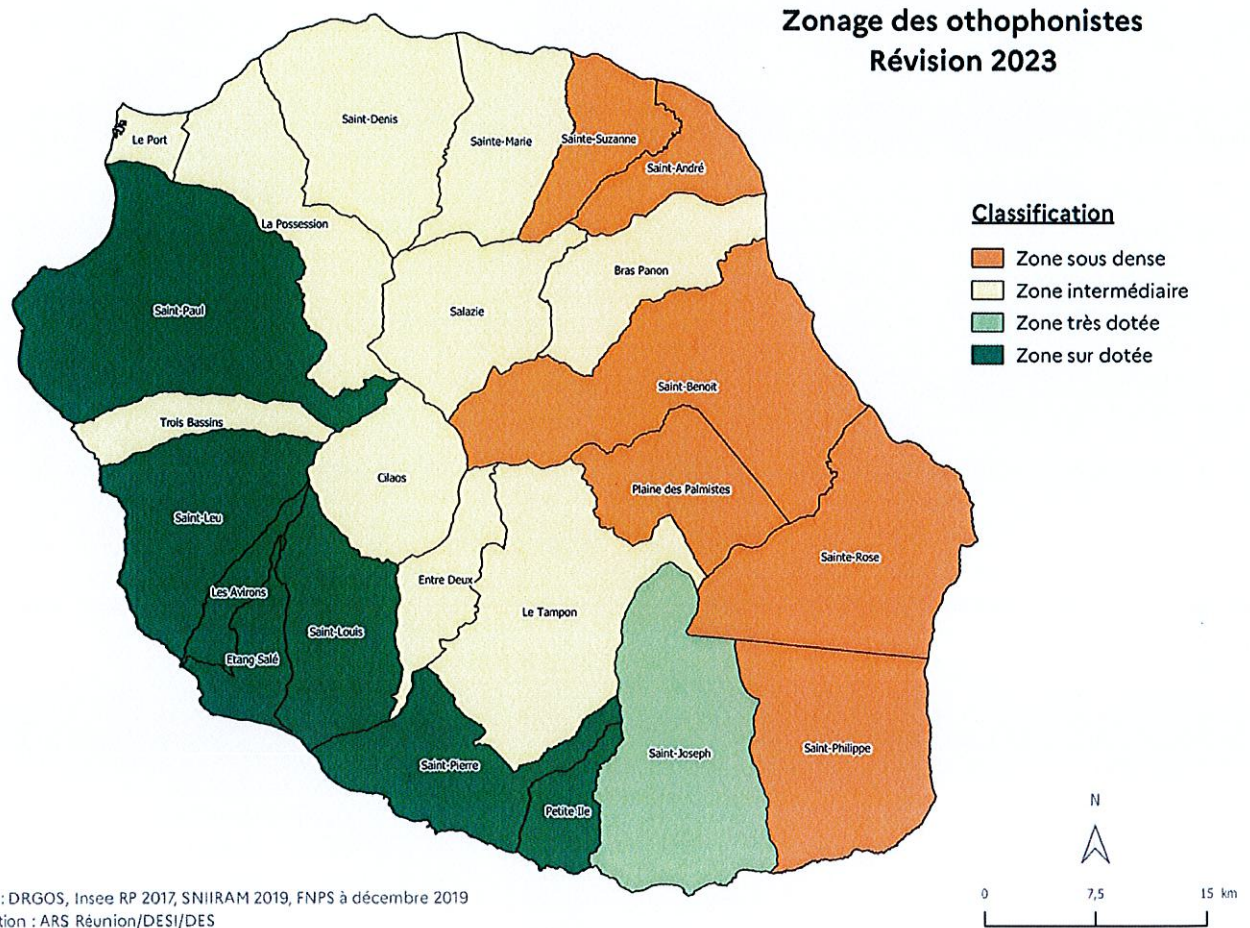 Zonage des othophonistes
Révision 2023
Le Port
Saint-Denis
Sainte-Marie
Sainte-Suzanne
Saint-André
La Possession
Bras Panon
Saint-Paul
Salazie
Saint-Benoit
Trois Bassins
Cilaos
Plaine des Palmistes
Saint-Leu
Sainte-Rose
Les Avirons
Entre Deux
Le Tampon
Saint-Louis
Etang Salé
Saint-Pierre
Saint-Joseph
Saint-Philippe
Petite Ile
Classification
Zone sous dense
Zone intermédiaire
Zone très dotée
Zone sur dotée
N
0 7,5 15 km
: DRGOS, Insee RP 2017, SNIIRAM 2019, FNPS à décembre 2019
tion : ARS Réunion/DESI/DES